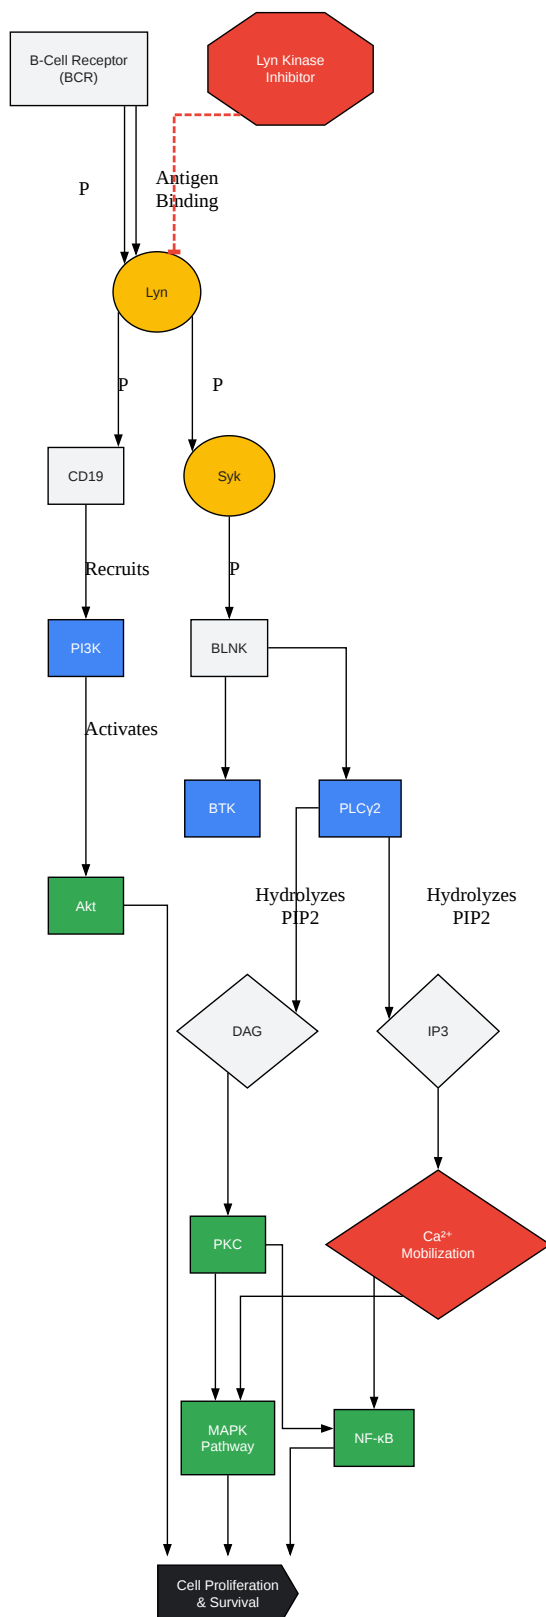 B-Cell Receptor
(BCR)
Lyn Kinase
Inhibitor
P
Antigen
Binding
Lyn
P
P
CD19
Syk
Recruits
P
PI3K
BLNK
Activates
BTK
PLCγ2
Hydrolyzes
PIP2
Hydrolyzes
PIP2
Akt
DAG
IP3
PKC
Ca²⁺
Mobilization
MAPK
Pathway
NF-κB
Cell Proliferation
& Survival